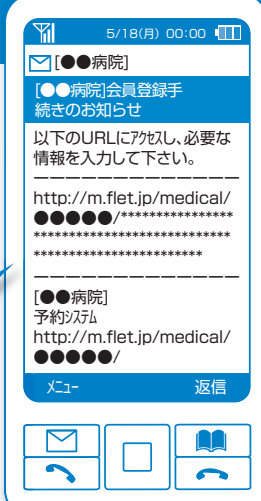 5/18(月) 00:00
[●●病院]
[●●病院]会員登録手
続きのお知らせ
以下のURLにアクセスし、必要な
情報を入力して下さい。
ーーーーーーーーーーーーー
http://m.flet.jp/medical/
●●●●●/****************
****************************
************************
ーーーーーーーーーーーーー
[●●病院]
予約システム
http://m.flet.jp/medical/
●●●●●/
メニュー 返信